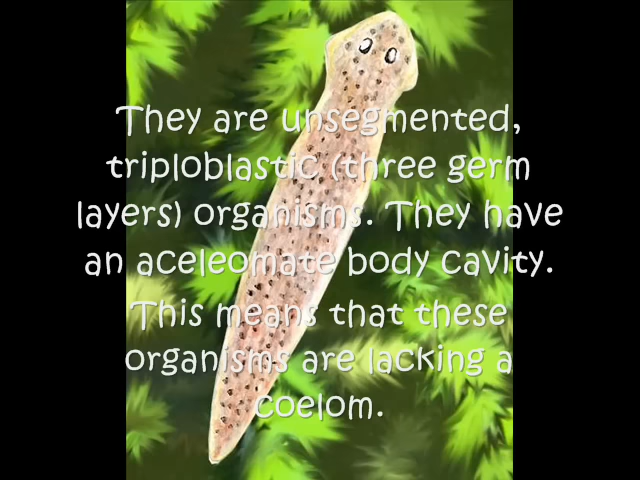 They are unsegmented,
triploblastic (three germ
layers) organisms. They have
an aceleomate body cavity.
This means that these
organisms are lacking a
coelom.